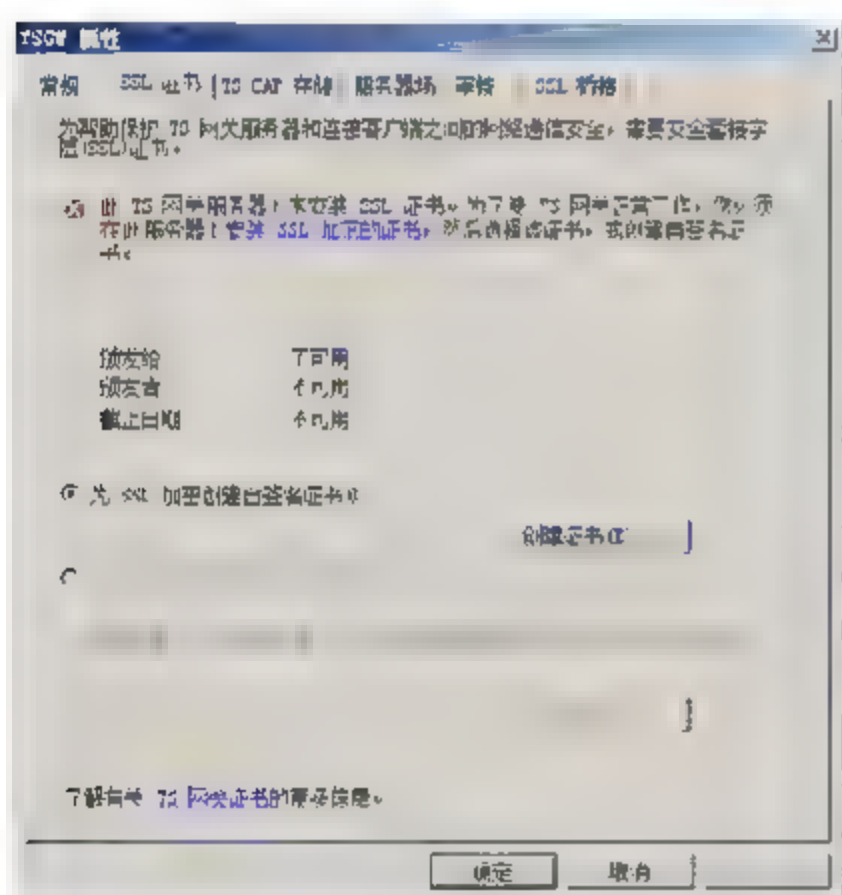 TSGW 属性
常规 SSL 证书 TS CAP 存储 服务器场 审核 SSL 桥接
为帮助保护 TS 网关服务器和连接客户端之间的网络通信安全，需要安全套接字
层(SSL)证书。
此 TS 网关服务器上未安装 SSL 证书。为了使 TS 网关正常工作，您必须
在此服务器上安装 SSL 加密的证书，然后选择该证书，或创建自签名证
书。
颁发给 不可用
颁发者 不可用
截止日期 不可用
为 SSL 加密创建自签名证书
创建证书
了解有关 TS 网关证书的更多信息。
确定 取消